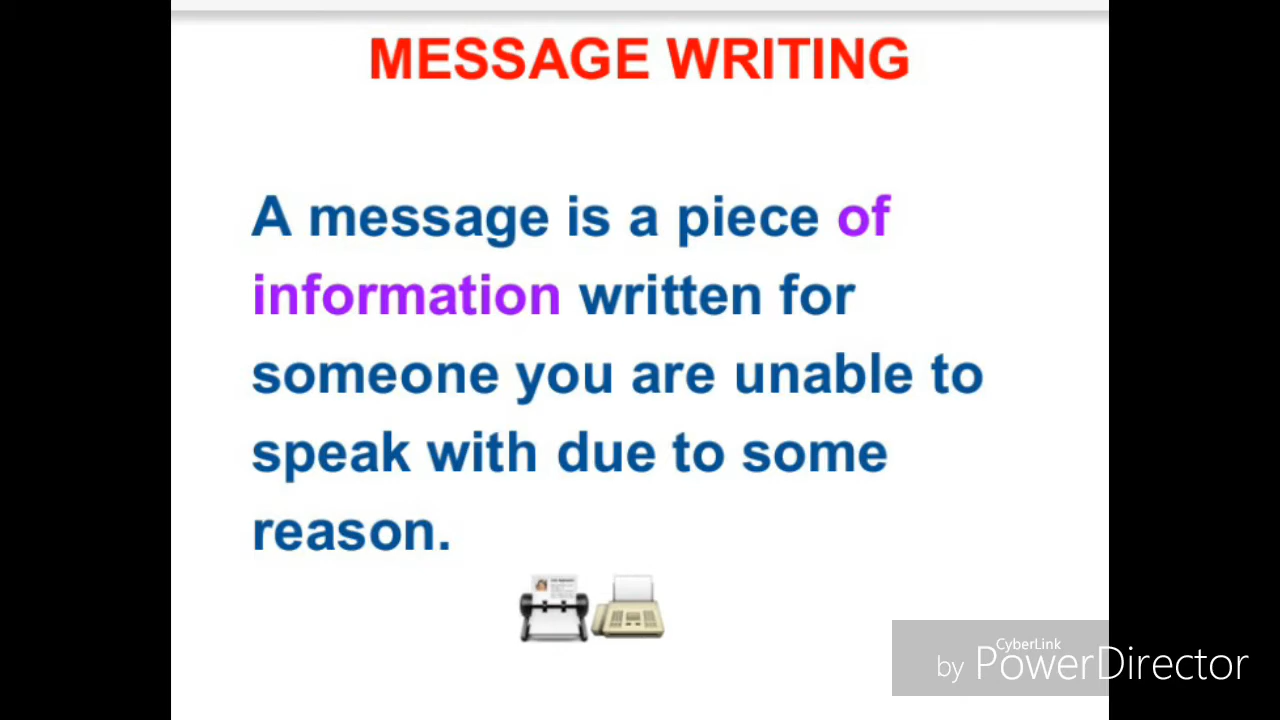 MESSAGE WRITING
A message is a piece of
information written for
someone you are unable to
speak with due to some
reason.
CyberLink
by PowerDirector